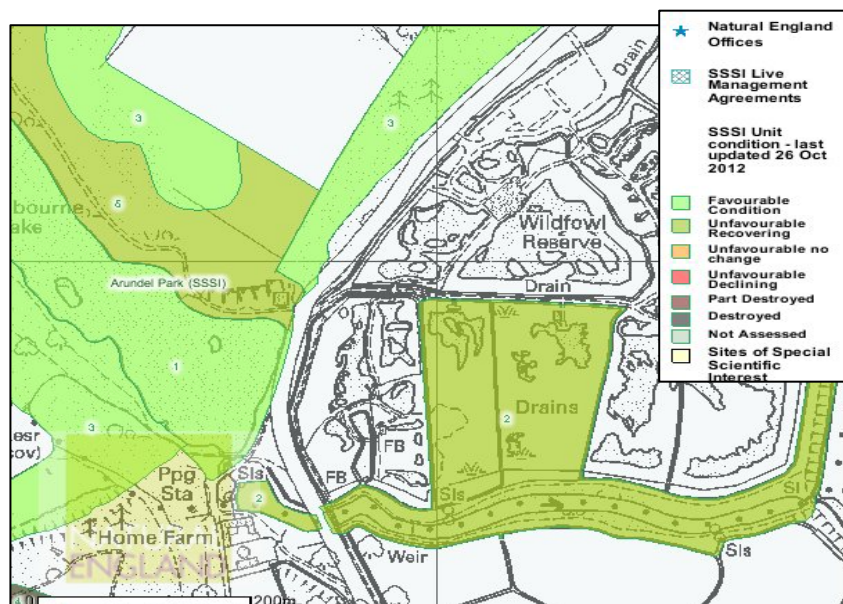 Natural England
Offices
SSSI Live
Management
Agreements
SSSI Unit
condition - last
updated 26 Oct
2012
Favourable
Condition
Unfavourable
Recovering
Unfavourable no
change
Unfavourable
Declining
Part Destroyed
Destroyed
Not Assessed
Sites of Special
Scientific
Interest
Drain
3
3
5
bourne
ake
Wildfowl
Reserve
Arundel Park (SSSI)
Drain
1
Drains
2
3
FB
Ppg
Sta
Sls
FB
2
Sls
Sl
Home Farm
ENGLAND
Weir
Sls
0
200m